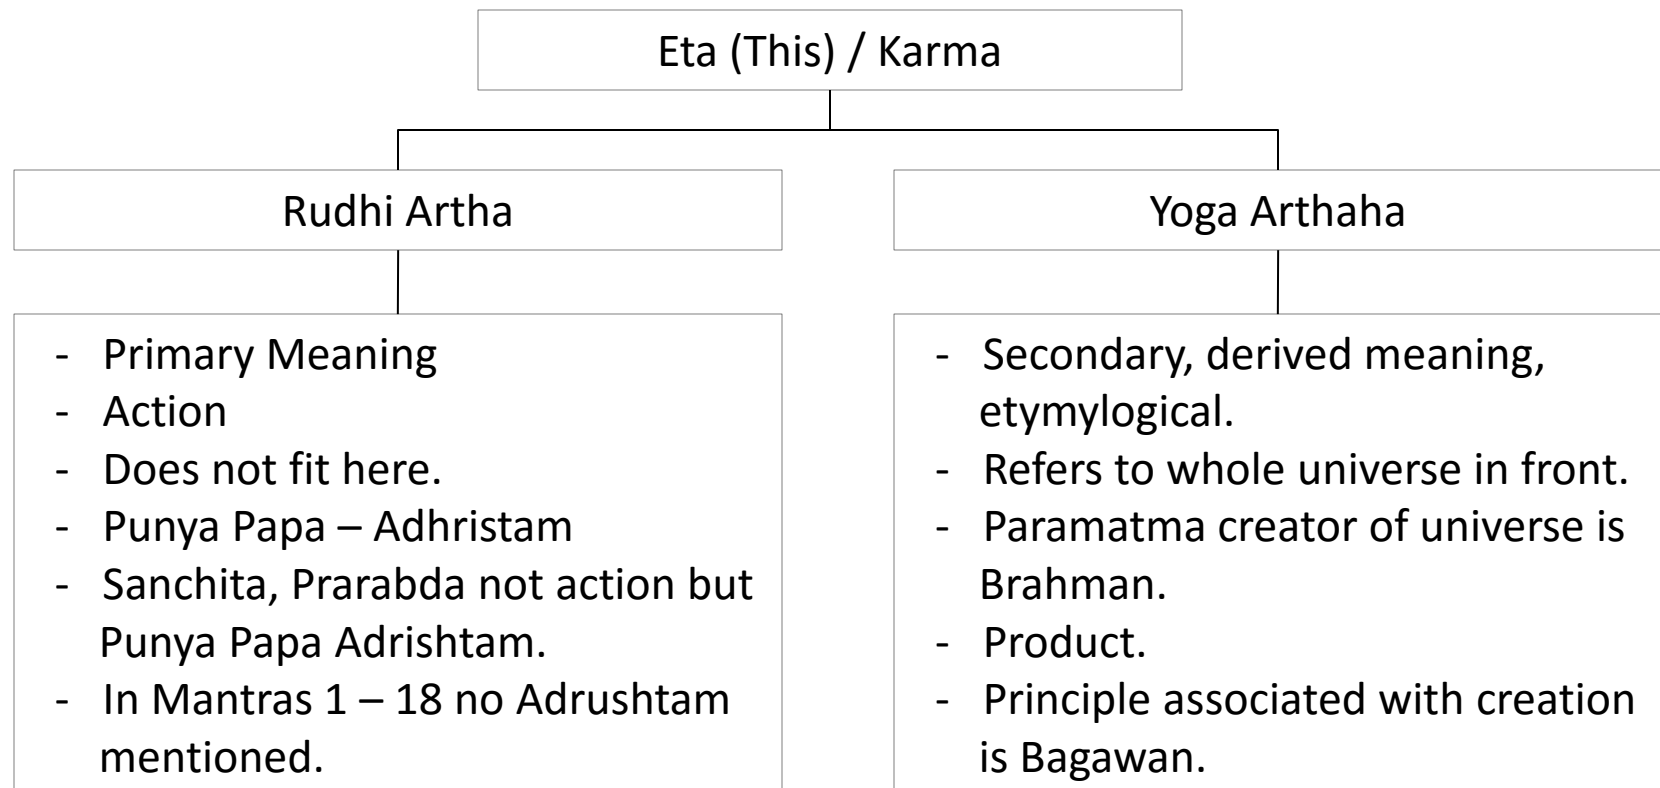 Eta (This) / Karma
Rudhi Artha
- Primary Meaning
- Action
- Does not fit here.
- Punya Papa – Adhristam
- Sanchita, Prarabda not action but
Punya Papa Adrishtam.
- In Mantras 1 – 18 no Adrushtam
mentioned.
Yoga Arthaha
- Secondary, derived meaning,
etymylogical.
- Refers to whole universe in front.
- Paramatma creator of universe is
Brahman.
- Product.
- Principle associated with creation
is Bagawan.